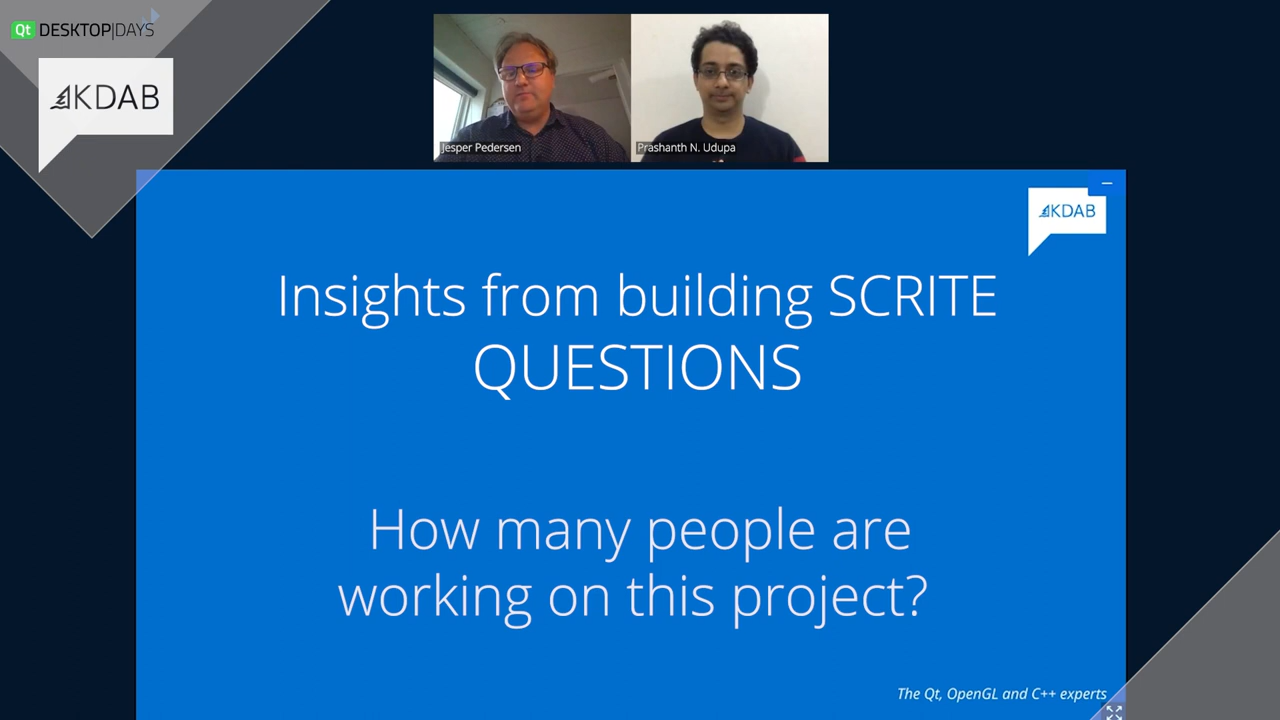 Qt DESKTOP|DAYS
KDAB
Jesper Pedersen
Prashanth N. Udupa
KDAB
Insights from building SCRITE
QUESTIONS
How many people are
working on this project?
The Qt, OpenGL and C++ experts